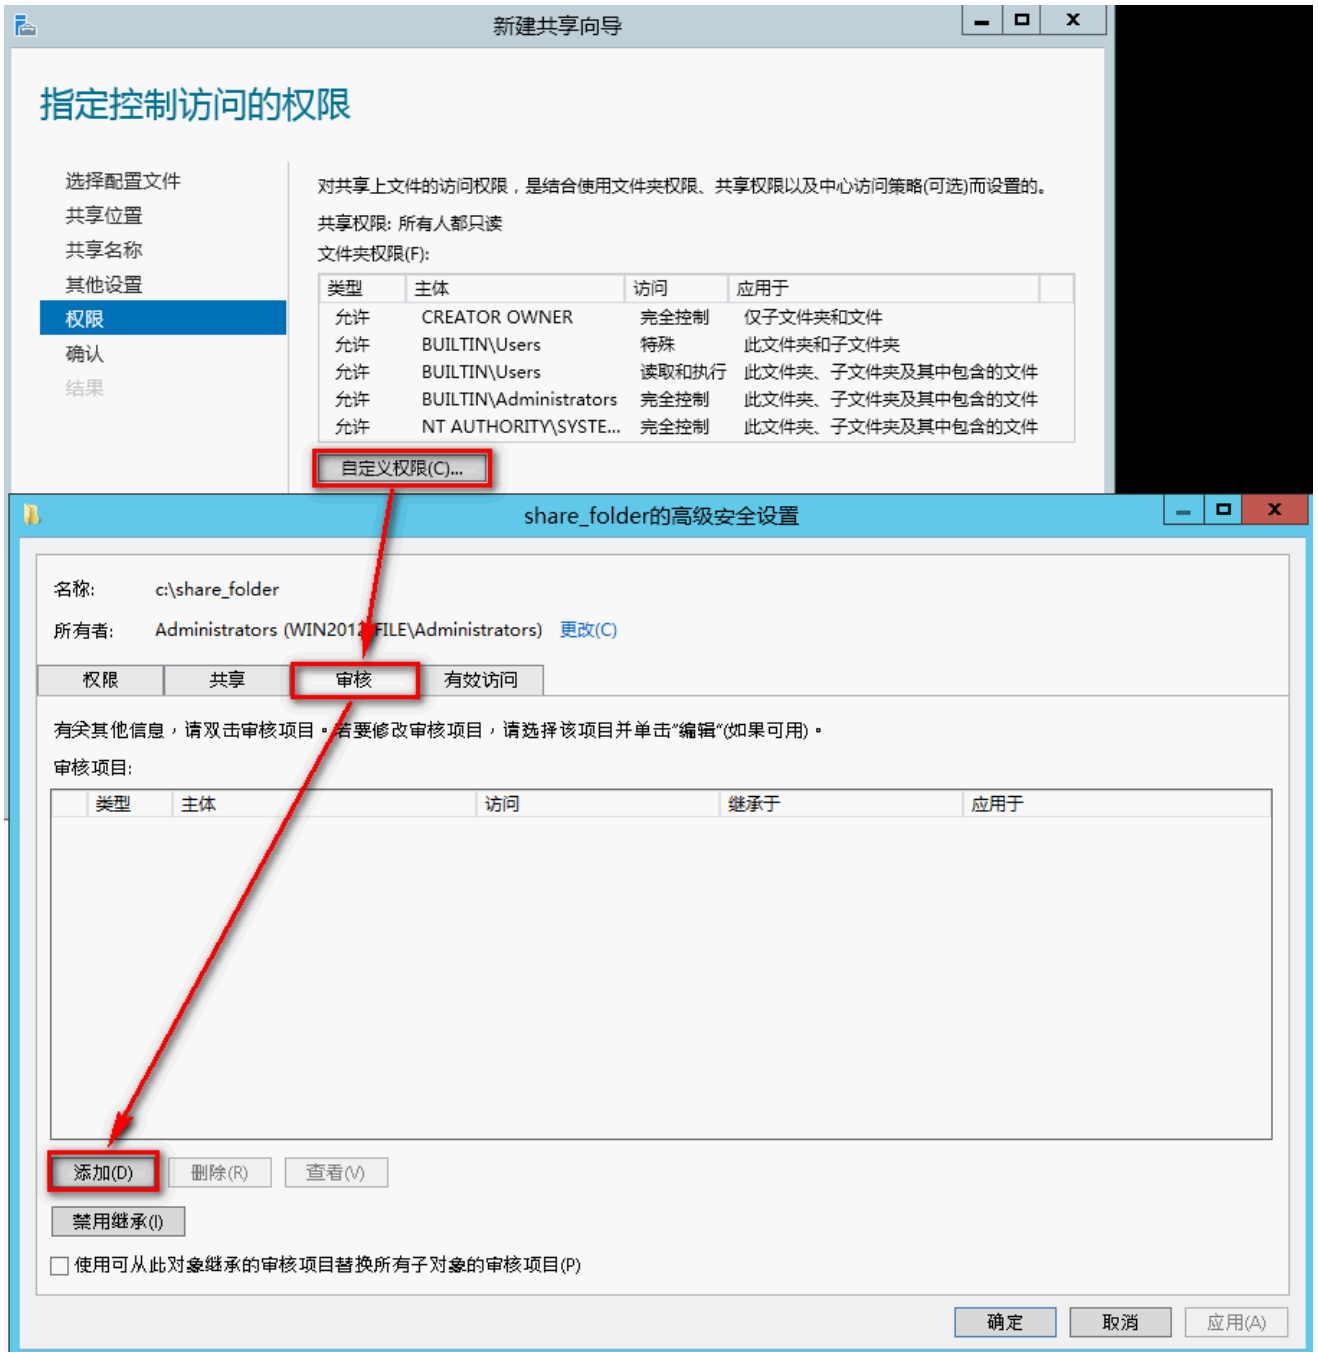 新建共享向导
指定控制访问的权限
选择配置文件
共享位置
共享名称
其他设置
权限
确认
结果
对共享上文件的访问权限，是结合使用文件夹权限、共享权限以及中心访问策略(可选)而设置的。
共享权限: 所有人都只读
文件夹权限(F):
类型 主体 访问 应用于
允许 CREATOR OWNER 完全控制 仅子文件夹和文件
允许 BUILTIN\Users 特殊 此文件夹和子文件夹
允许 BUILTIN\Users 读取和执行 此文件夹、子文件夹及其中包含的文件
允许 BUILTIN\Administrators 完全控制 此文件夹、子文件夹及其中包含的文件
允许 NT AUTHORITY\SYSTE... 完全控制 此文件夹、子文件夹及其中包含的文件
自定义权限(C)...
share_folder的高级安全设置
名称: c:\share_folder
所有者: Administrators (WIN2012-FILE\Administrators) 更改(C)
权限 共享 审核 有效访问
有关其他信息，请双击审核项目。若要修改审核项目，请选择该项目并单击"编辑"(如果可用)。
审核项目:
类型 主体 访问 继承于 应用于
添加(D) 删除(R) 查看(V)
禁用继承(I)
使用可从此对象继承的审核项目替换所有子对象的审核项目(P)
确定 取消 应用(A)